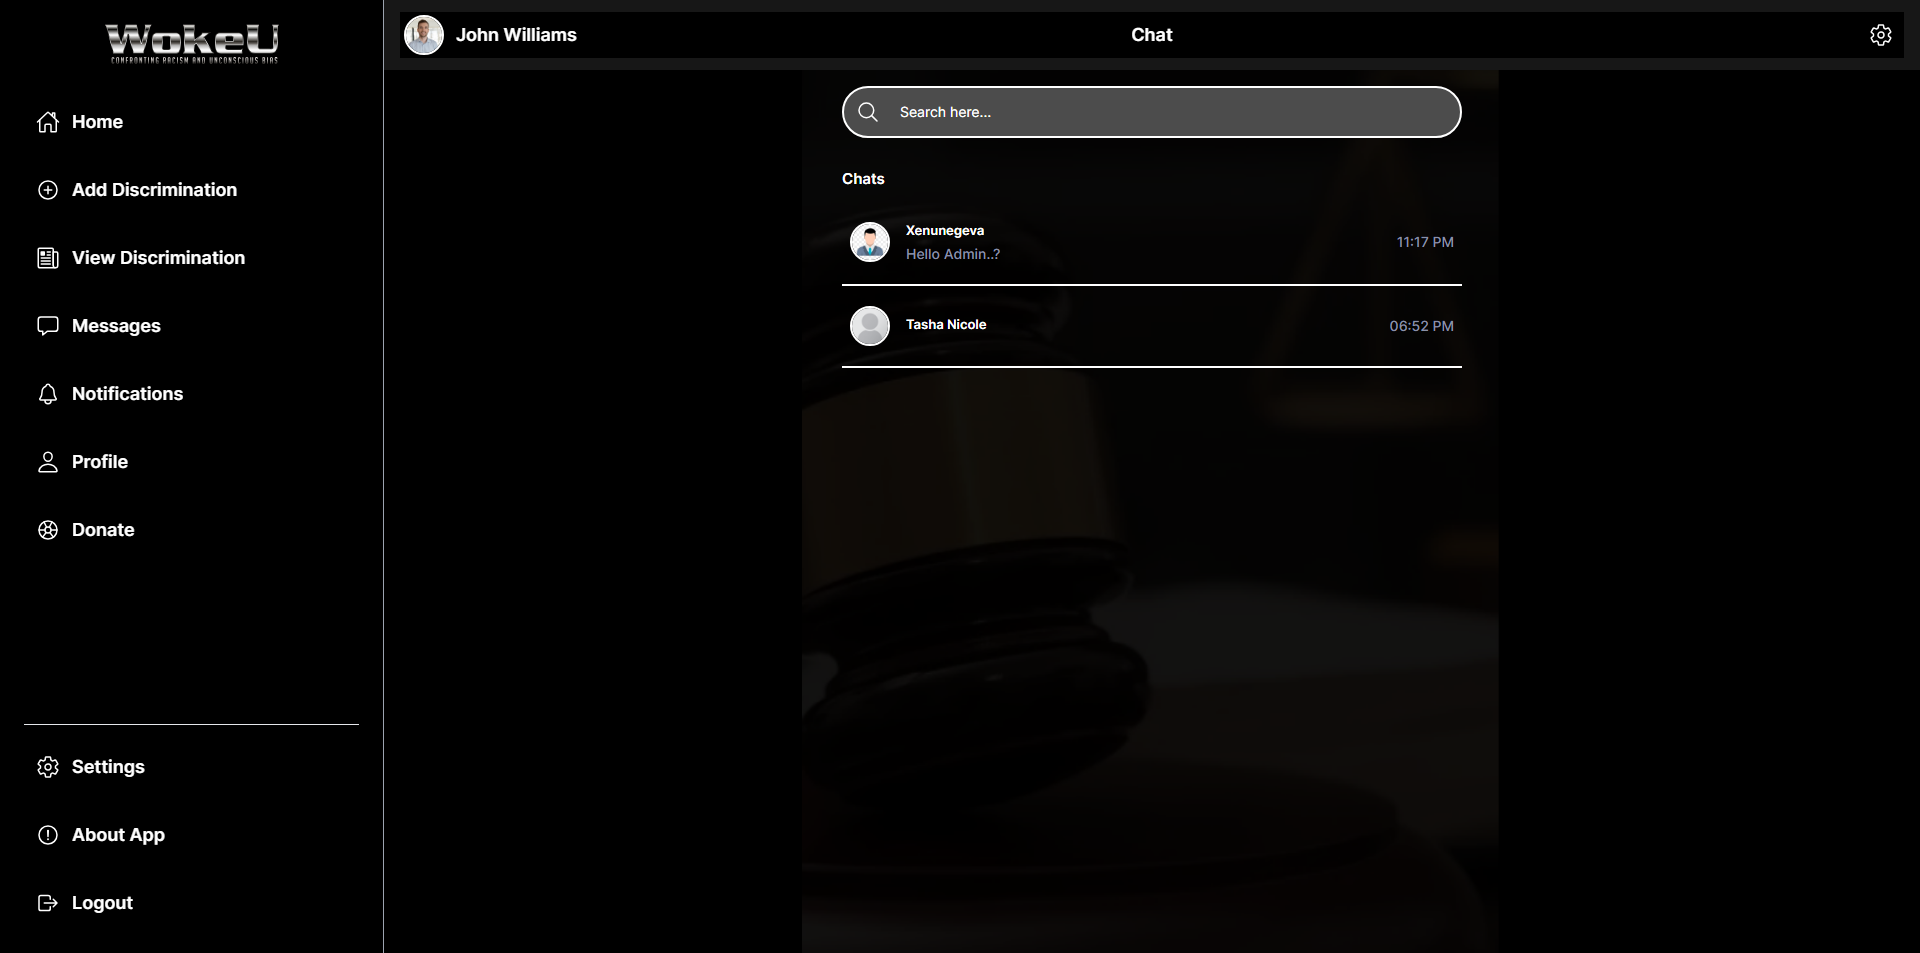 WokeU
CONFRONTING RACISM AND UNCONSCIOUS BIAS
Home
Add Discrimination
View Discrimination
Messages
Notifications
Profile
Donate
Settings
About App
Logout
John Williams
Chat
Search here...
Chats
Xenunegeva
Hello Admin..?
11:17 PM
Tasha Nicole
06:52 PM